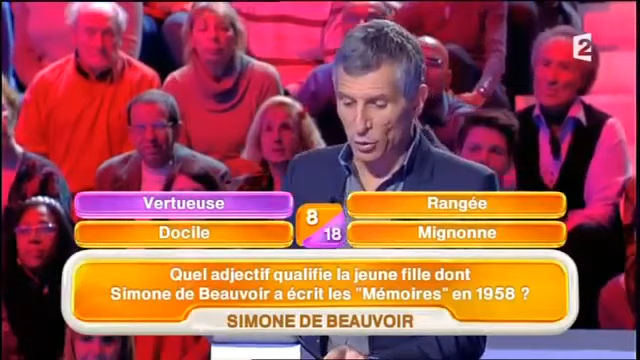 2
Vertueuse
Rangée
8
18
Docile
Mignonne
Quel adjectif qualifie la jeune fille dont
Simone de Beauvoir a écrit les "Mémoires" en 1958 ?
SIMONE DE BEAUVOIR